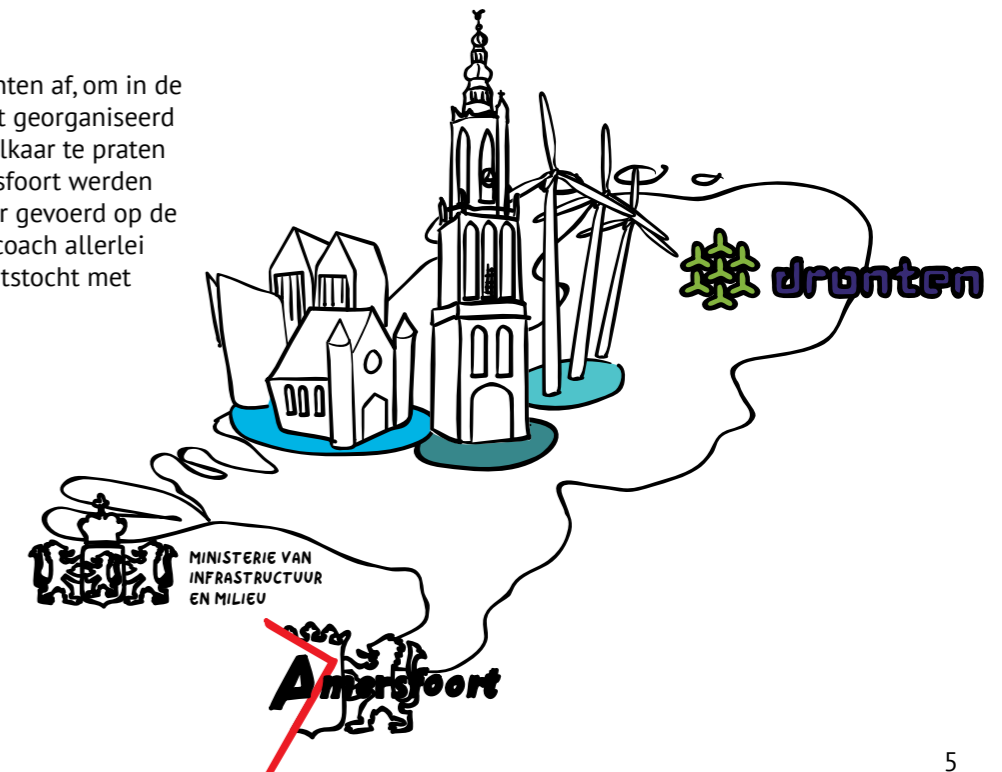 nten af, om in de
t georganiseerd
lkaar te praten
sfoort werden
r gevoerd op de
coach allerlei
tstocht met
dronten
MINISTERIE VAN
INFRASTRUCTUUR
EN MILIEU
Amersfoort
5